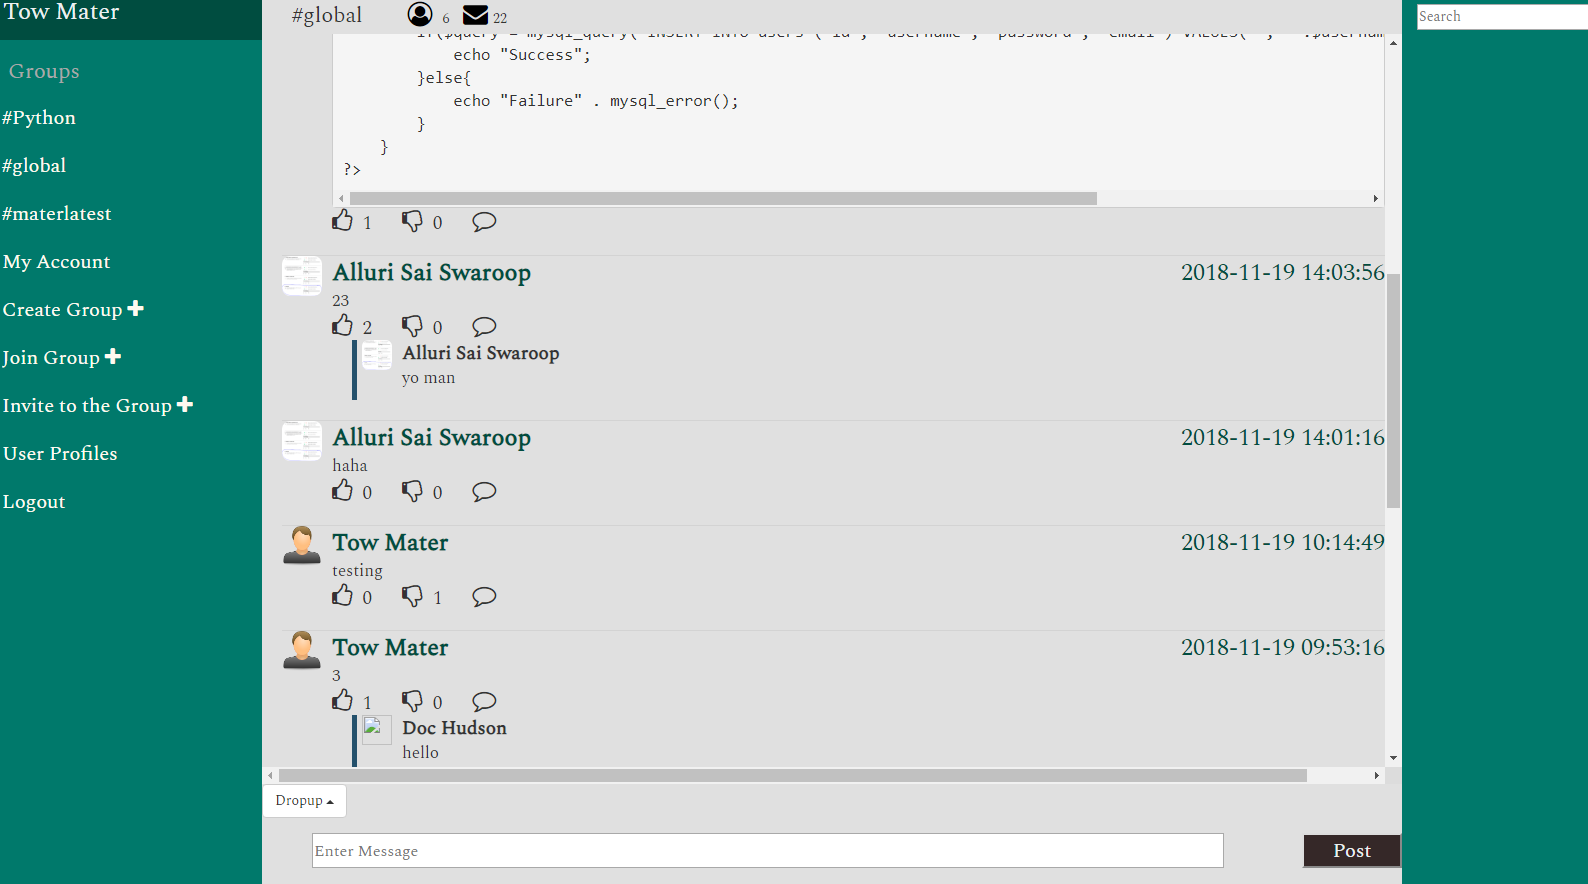 Tow Mater
Groups
#Python
#global
#materlatest
My Account
Create Group
Join Group
Invite to the Group
User Profiles
Logout
#global 6 22
echo "Success";
}else{
echo "Failure" . mysql_error();
}
}
?>
1 0
Alluri Sai Swaroop 2018-11-19 14:03:56
23
2 0
Alluri Sai Swaroop
yo man
Alluri Sai Swaroop 2018-11-19 14:01:16
haha
0 0
Tow Mater 2018-11-19 10:14:49
testing
0 1
Tow Mater 2018-11-19 09:53:16
3
1 0
Doc Hudson
hello
Dropup
Enter Message
Post
Search